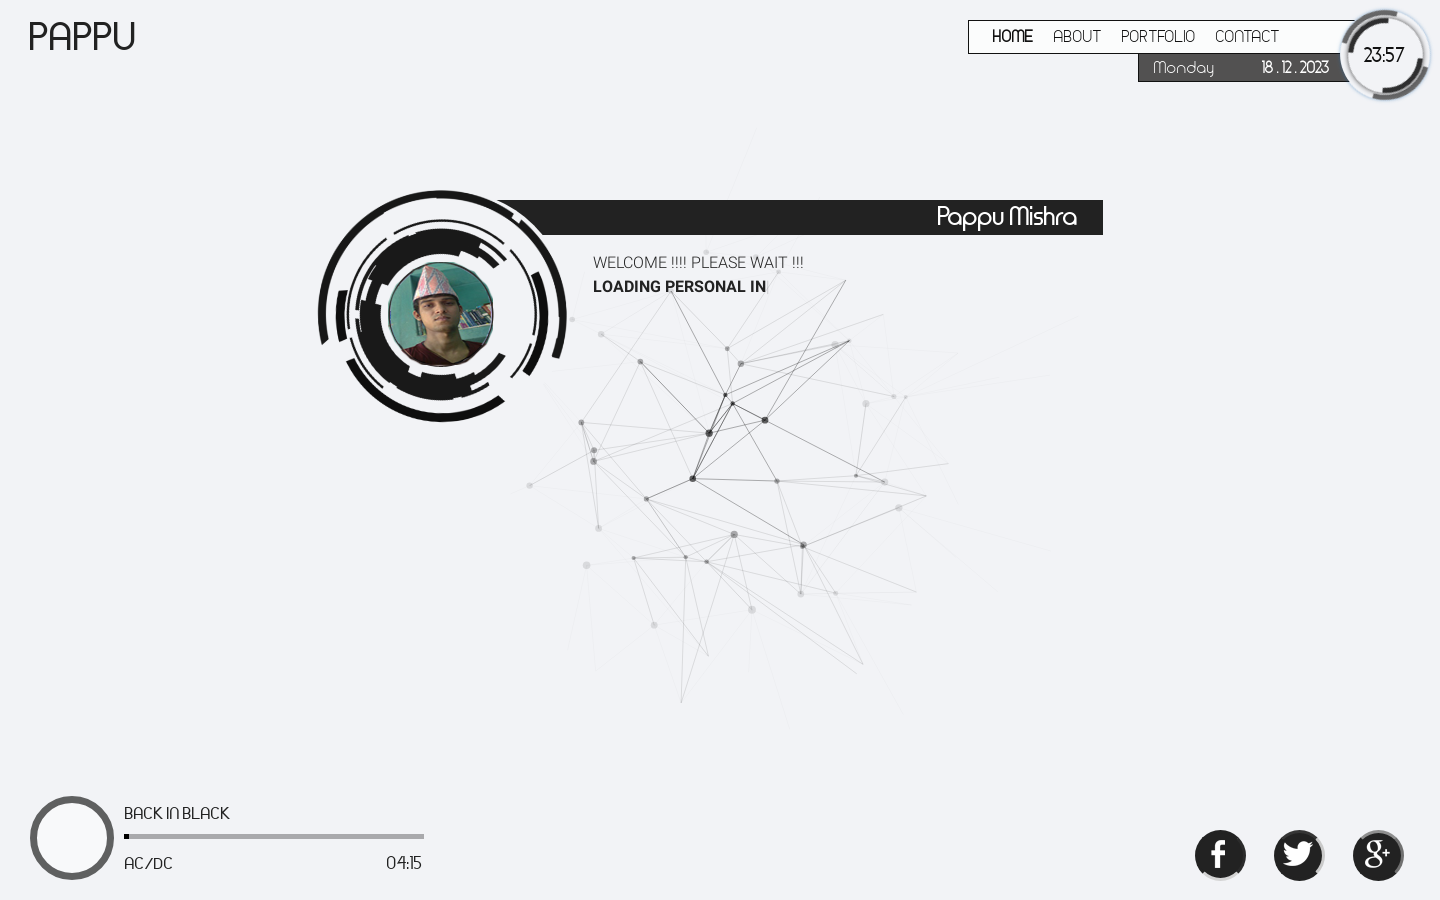 PAPPU
HOME ABOUT PORTFOLIO CONTACT
23:57
Monday 18.12.2023
Pappu Mishra
WELCOME !!!! PLEASE WAIT !!!
LOADING PERSONAL IN
BACK IN BLACK
AC/DC 04:15